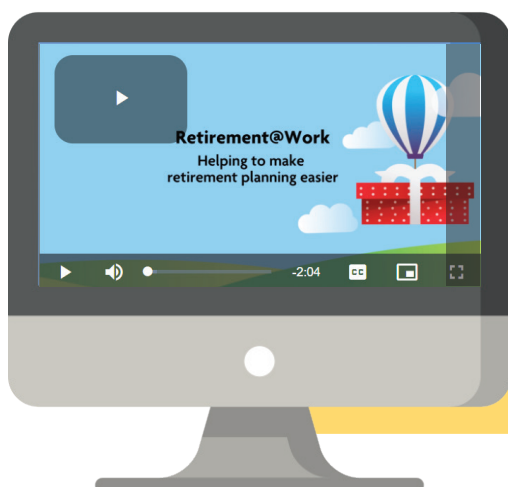 Retirement@Work
Helping to make
retirement planning easier
-2:04
CC